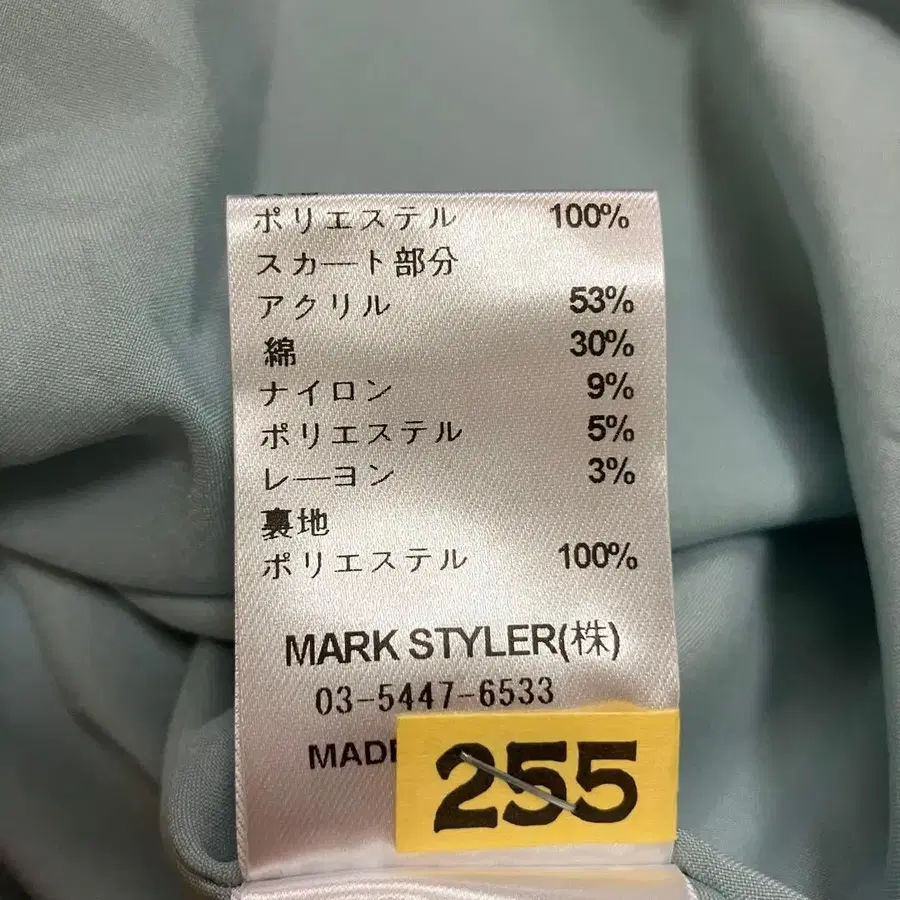 ポリエステル 100%
スカート部分
アクリル 53%
綿 30%
ナイロン 9%
ポリエステル 5%
レーヨン 3%
裏地
ポリエステル 100%
MARK STYLER(株)
03-5447-6533
MADE
255